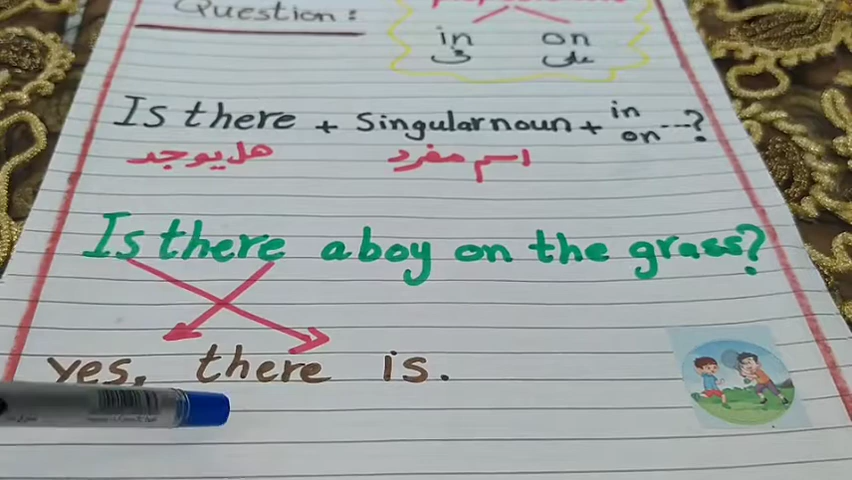 Question :
in on
في على
Is there + Singular noun + in
on ---?
هل يوجد اسم مفرد
Is there a boy on the grass?
yes, there is.